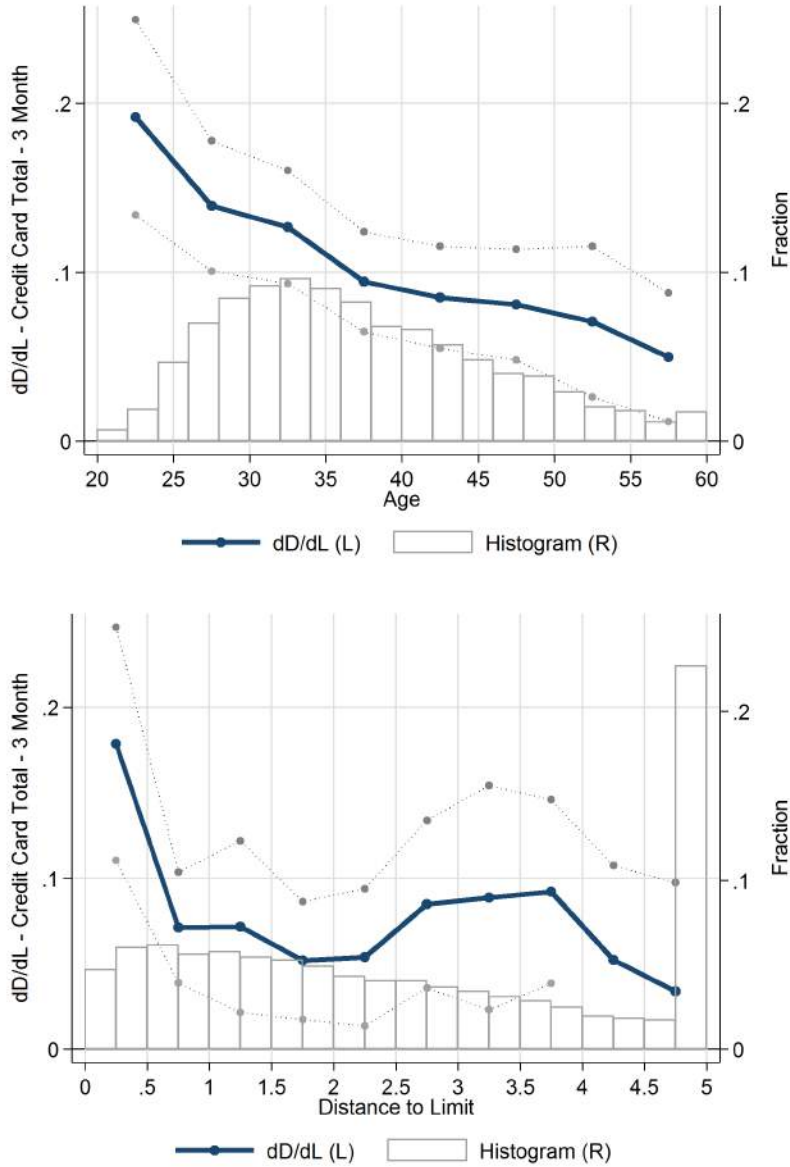 dD/dL - Credit Card Total - 3 Month
.2
.1
0
.2
.1
0
Fraction
20 25 30 35 40 45 50 55 60
Age
dD/dL (L) Histogram (R)
dD/dL - Credit Card Total - 3 Month
.2
.1
0
.2
.1
0
Fraction
0 .5 1 1.5 2 2.5 3 3.5 4 4.5 5
Distance to Limit
dD/dL (L) Histogram (R)